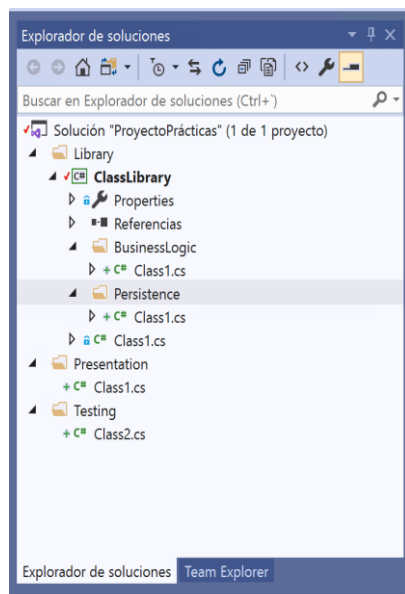 Explorador de soluciones
Buscar en Explorador de soluciones (Ctrl+`)
Solución "ProyectoPrácticas" (1 de 1 proyecto)
Library
C# ClassLibrary
Properties
Referencias
BusinessLogic
+ C# Class1.cs
Persistence
+ C# Class1.cs
C# Class1.cs
Presentation
+ C# Class1.cs
Testing
+ C# Class2.cs
Explorador de soluciones Team Explorer